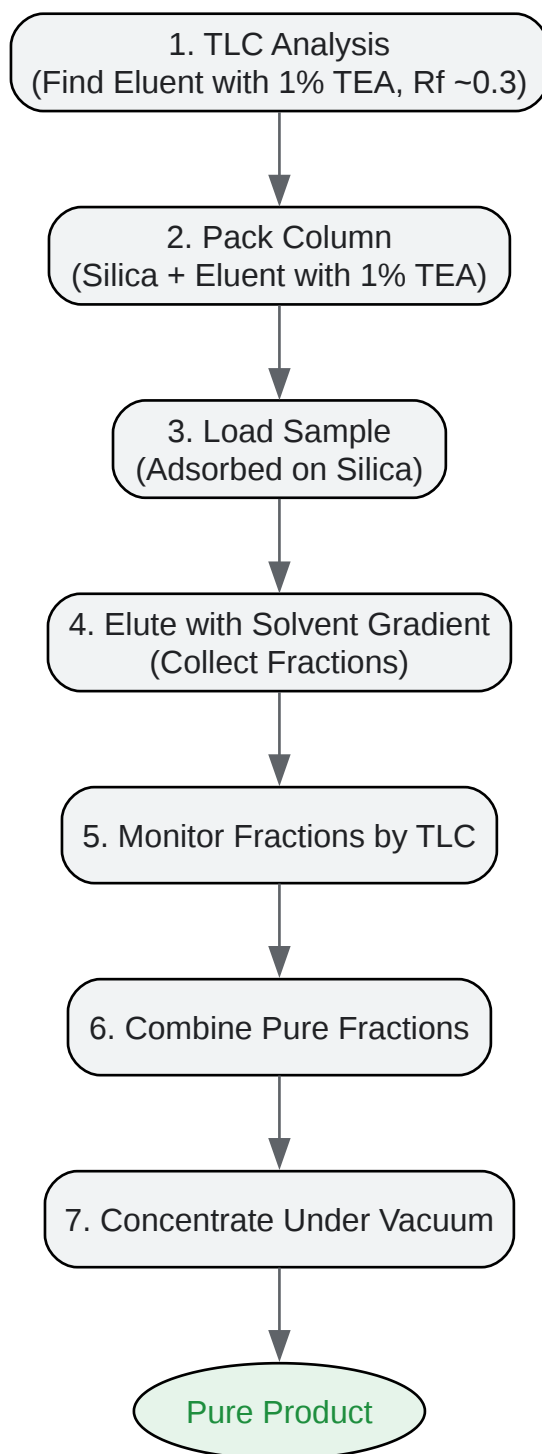 1. TLC Analysis
(Find Eluent with 1% TEA, Rf ~0.3)
2. Pack Column
(Silica + Eluent with 1% TEA)
3. Load Sample
(Adsorbed on Silica)
4. Elute with Solvent Gradient
(Collect Fractions)
5. Monitor Fractions by TLC
6. Combine Pure Fractions
7. Concentrate Under Vacuum
Pure Product